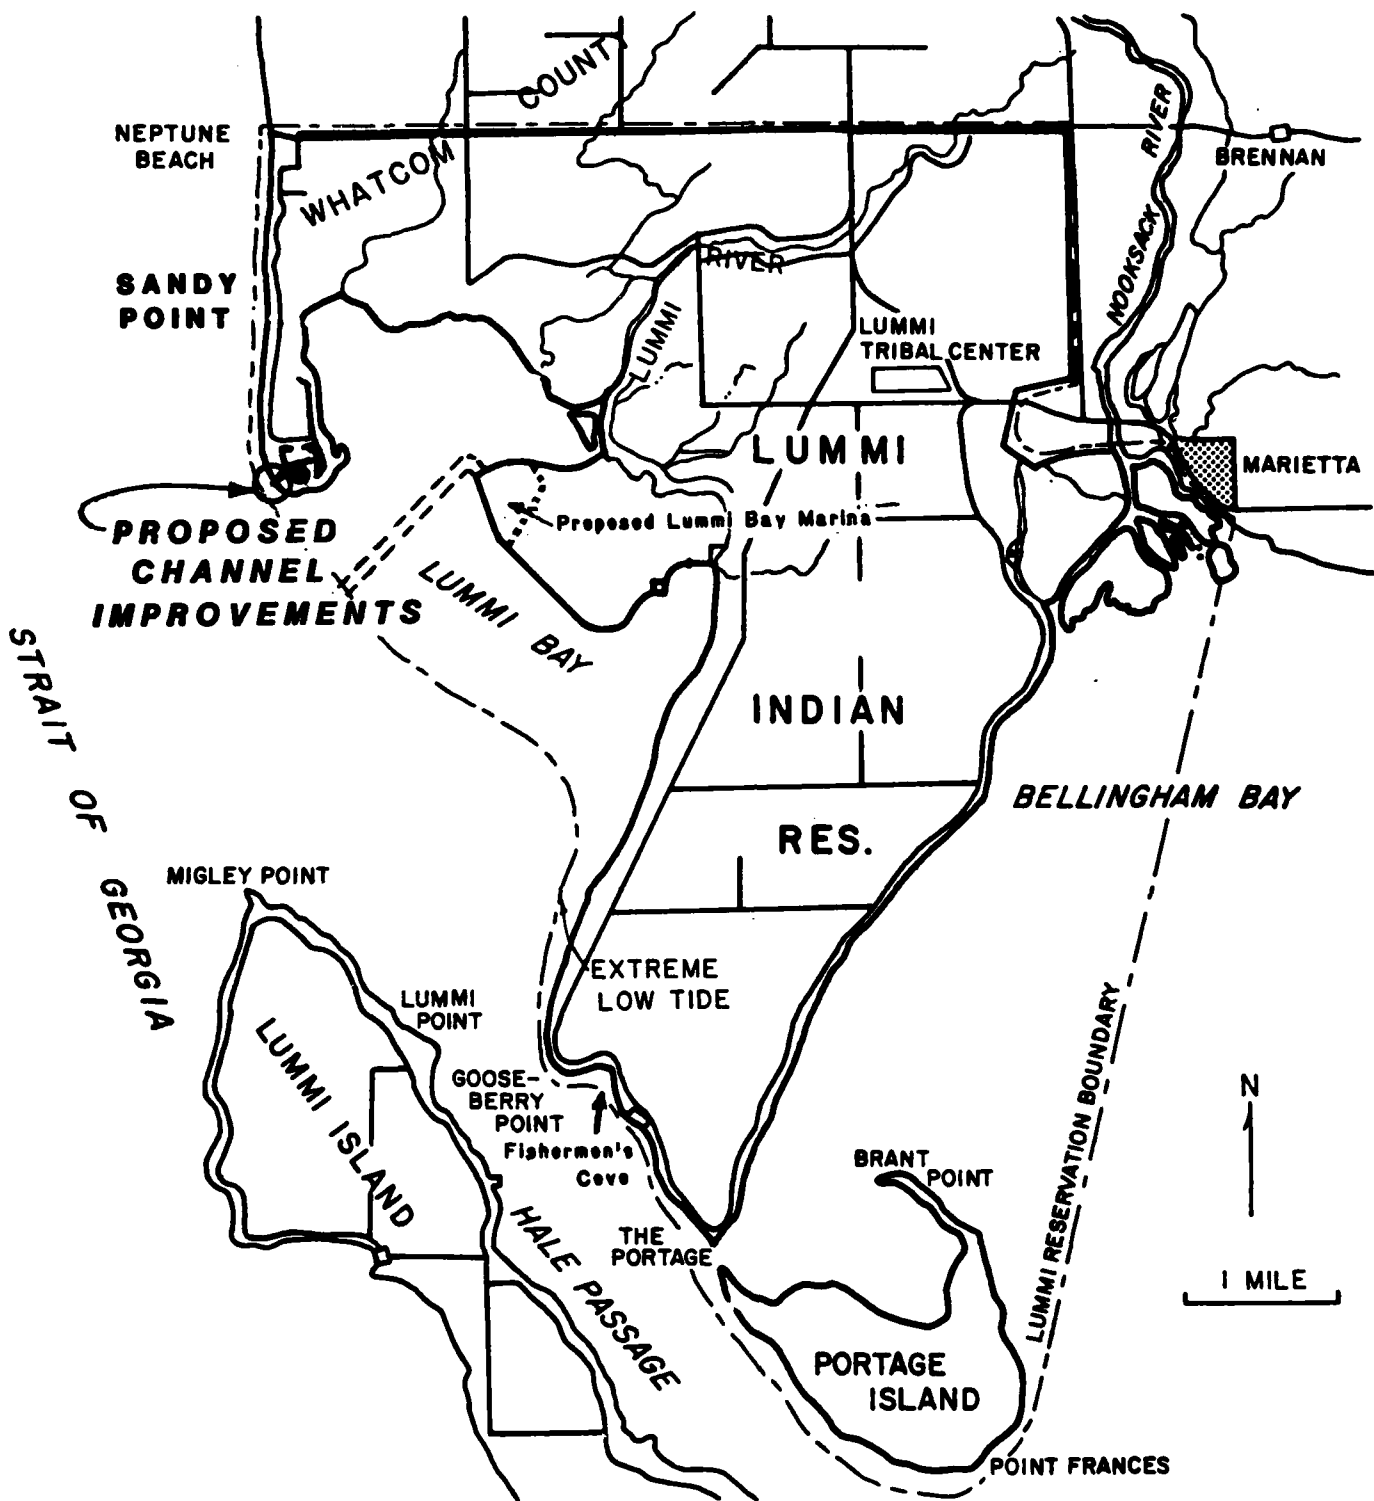 COUNT
WHATCOM
NEPTUNE
BEACH
RIVER
BRENNAN
NOOKSACK
SANDY
POINT
RIVER
LUMMI
LUMMI
TRIBAL CENTER
LUMMI
MARIETTA
PROPOSED
CHANNEL
IMPROVEMENTS
Proposed Lummi Bay Marina
LUMMI BAY
STRAIT OF GEORGIA
INDIAN
BELLINGHAM BAY
RES.
MIGLEY POINT
EXTREME
LOW TIDE
LUMMI
POINT
LUMMI ISLAND
GOOSE-
BERRY
POINT
Fishermen's
Cove
HALE PASSAGE
THE
PORTAGE
BRANT
POINT
LUMMI RESERVATION BOUNDARY
N
1 MILE
PORTAGE
ISLAND
POINT FRANCES